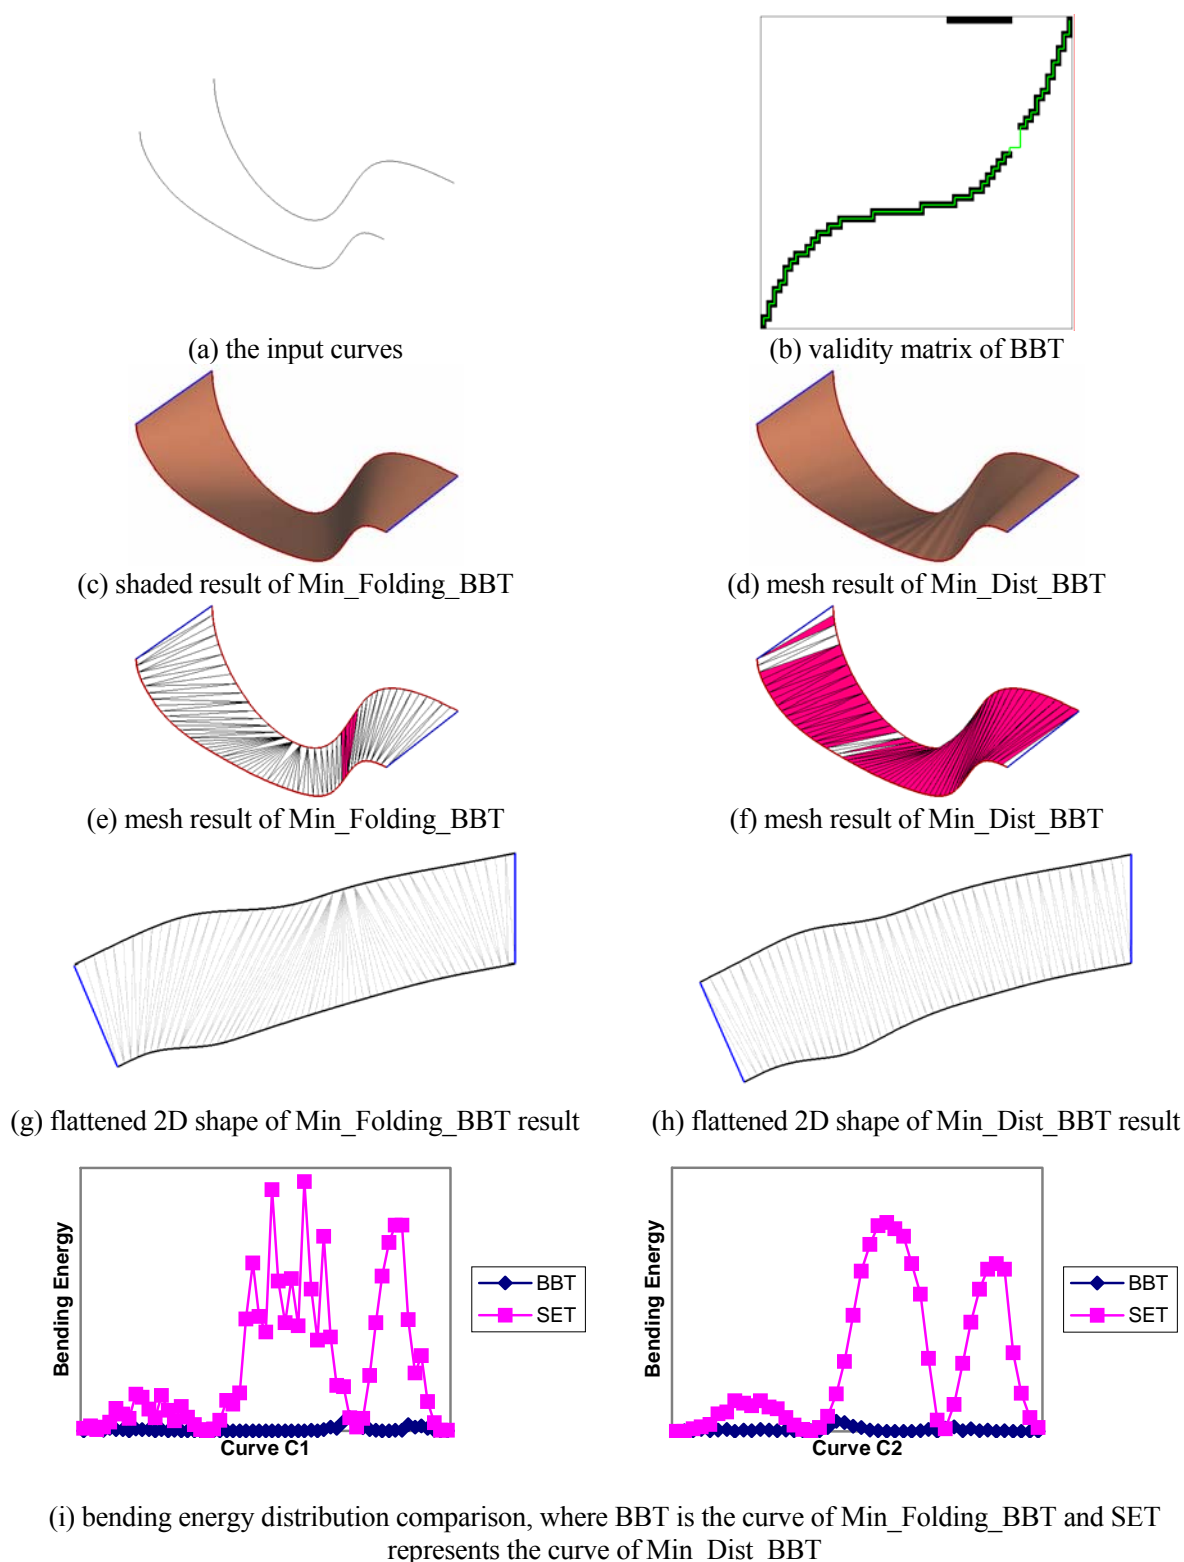 (a) the input curves
(b) validity matrix of BBT
(c) shaded result of Min_Folding_BBT
(d) mesh result of Min_Dist_BBT
(e) mesh result of Min_Folding_BBT
(f) mesh result of Min_Dist_BBT
(g) flattened 2D shape of Min_Folding_BBT result
(h) flattened 2D shape of Min_Dist_BBT result
Bending Energy
BBT
SET
Curve C1
Bending Energy
BBT
SET
Curve C2
(i) bending energy distribution comparison, where BBT is the curve of Min_Folding_BBT and SET
represents the curve of Min_Dist_BBT